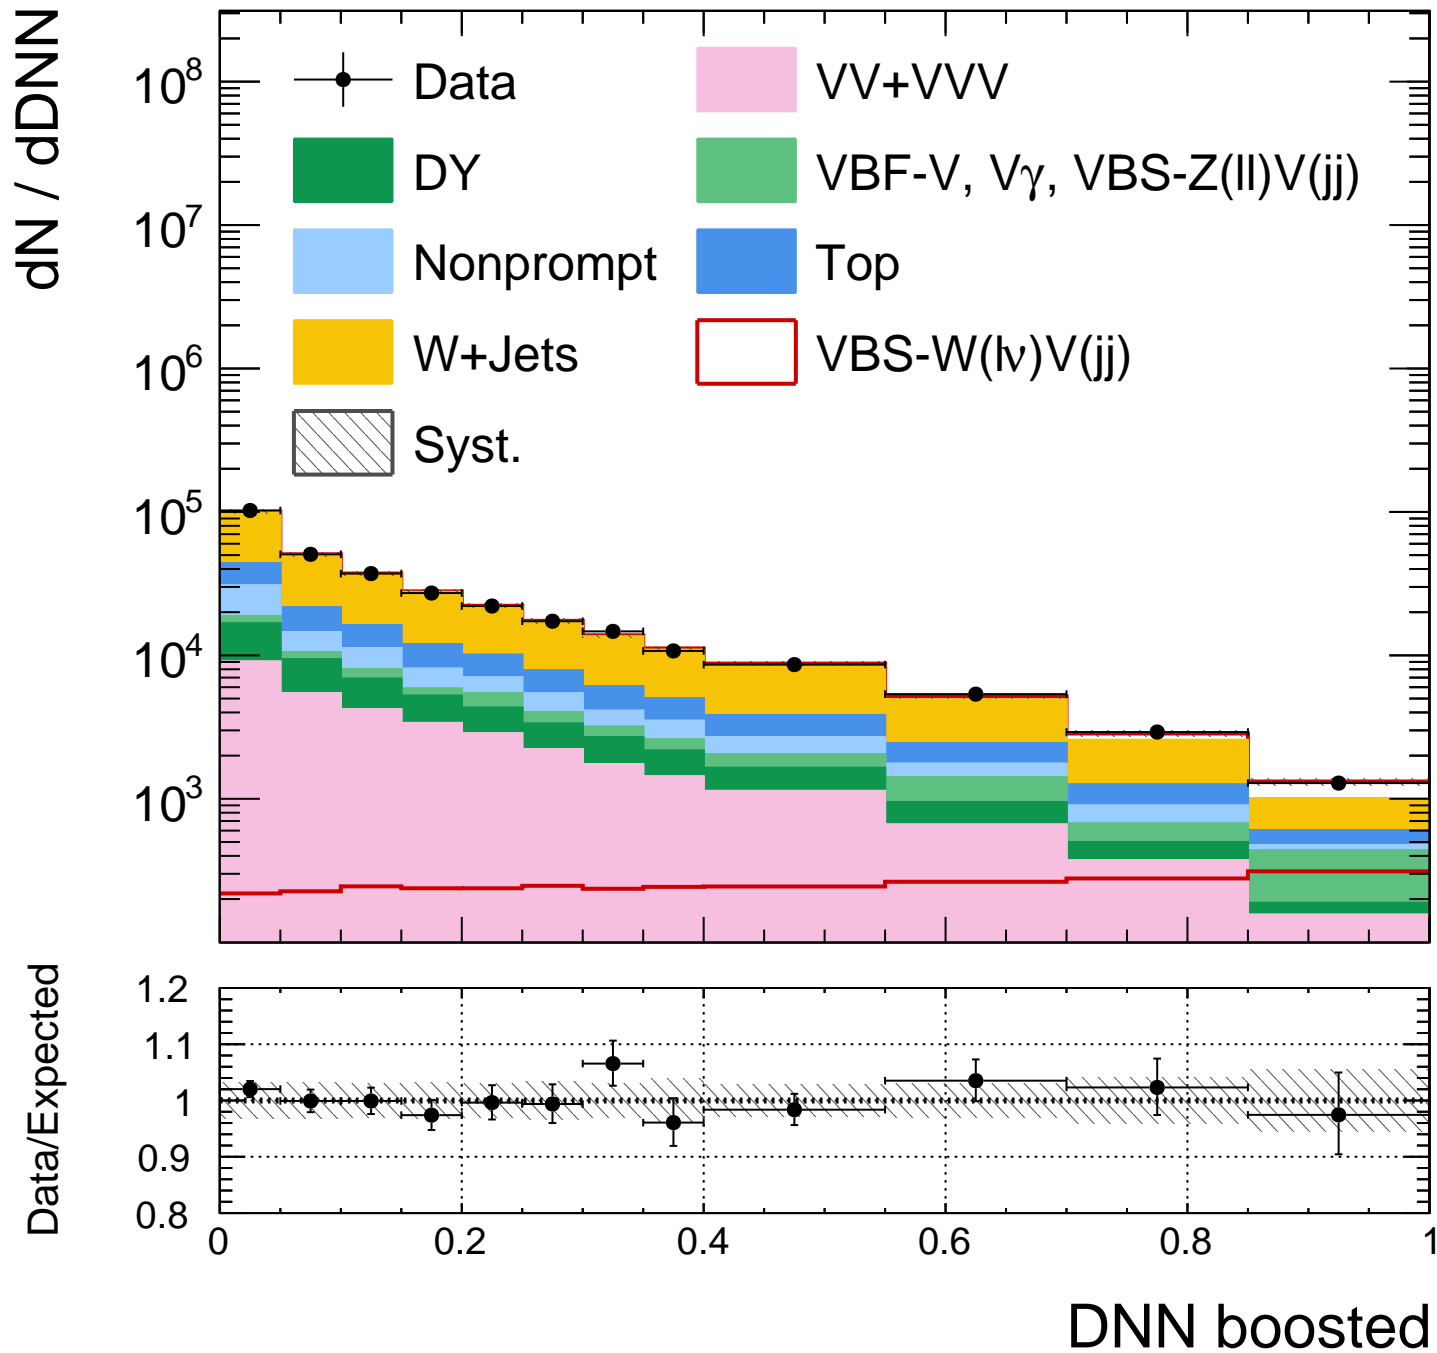 dN / dDNN
10^8
10^7
10^6
10^5
10^4
10^3
Data
VV+VVV
DY
VBF-V, Vγ, VBS-Z(ll)V(jj)
Nonprompt
Top
W+Jets
VBS-W(lν)V(jj)
Syst.
Data/Expected
1.2
1.1
1
0.9
0.8
0 0.2 0.4 0.6 0.8 1
DNN boosted